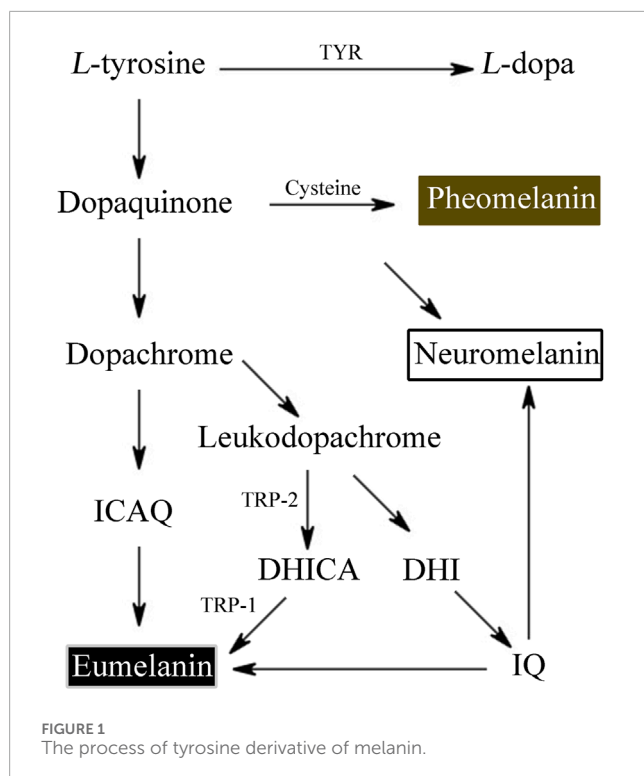 L-tyrosine
TYR
L-dopa
Dopaquinone
Cysteine
Pheomelanin
Dopachrome
Neuromelanin
Leukodopachrome
ICAQ
TRP-2
DHICA
DHI
TRP-1
Eumelanin
IQ
FIGURE 1
The process of tyrosine derivative of melanin.